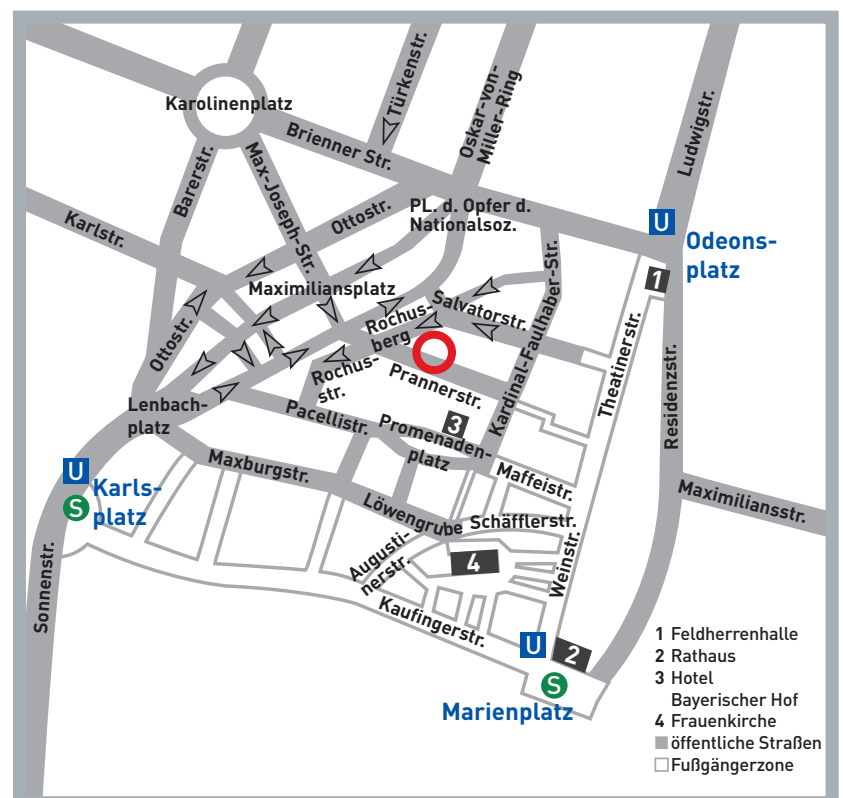 Türkenstr.
Oskar-von-
Miller-Ring
Ludwigstr.
Karolinenplatz
Brienner Str.
Barerstr.
Max-Joseph-Str.
Ottostr.
PL. d. Opfer d.
Nationalsoz.
Karlstr.
U
Odeons-
platz
1
Maximiliansplatz
Salvatorstr.
Rochus-
berg
Kardinal-Faulhaber-Str.
Theatinerstr.
Residenzstr.
Ottostr.
Rochus-
str.
Prannerstr.
Lenbach-
platz
Pacellistr.
3
Promenaden-
platz
Maxburgstr.
Maffeistr.
U
S
Karls-
platz
Löwengrube
Schäfflerstr.
Maximiliansstr.
Augusti-
nerstr.
4
Weinstr.
Sonnenstr.
Kaufingerstr.
U
2
S
Marienplatz
1 Feldherrenhalle
2 Rathaus
3 Hotel
Bayerischer Hof
4 Frauenkirche
öffentliche Straßen
Fußgängerzone